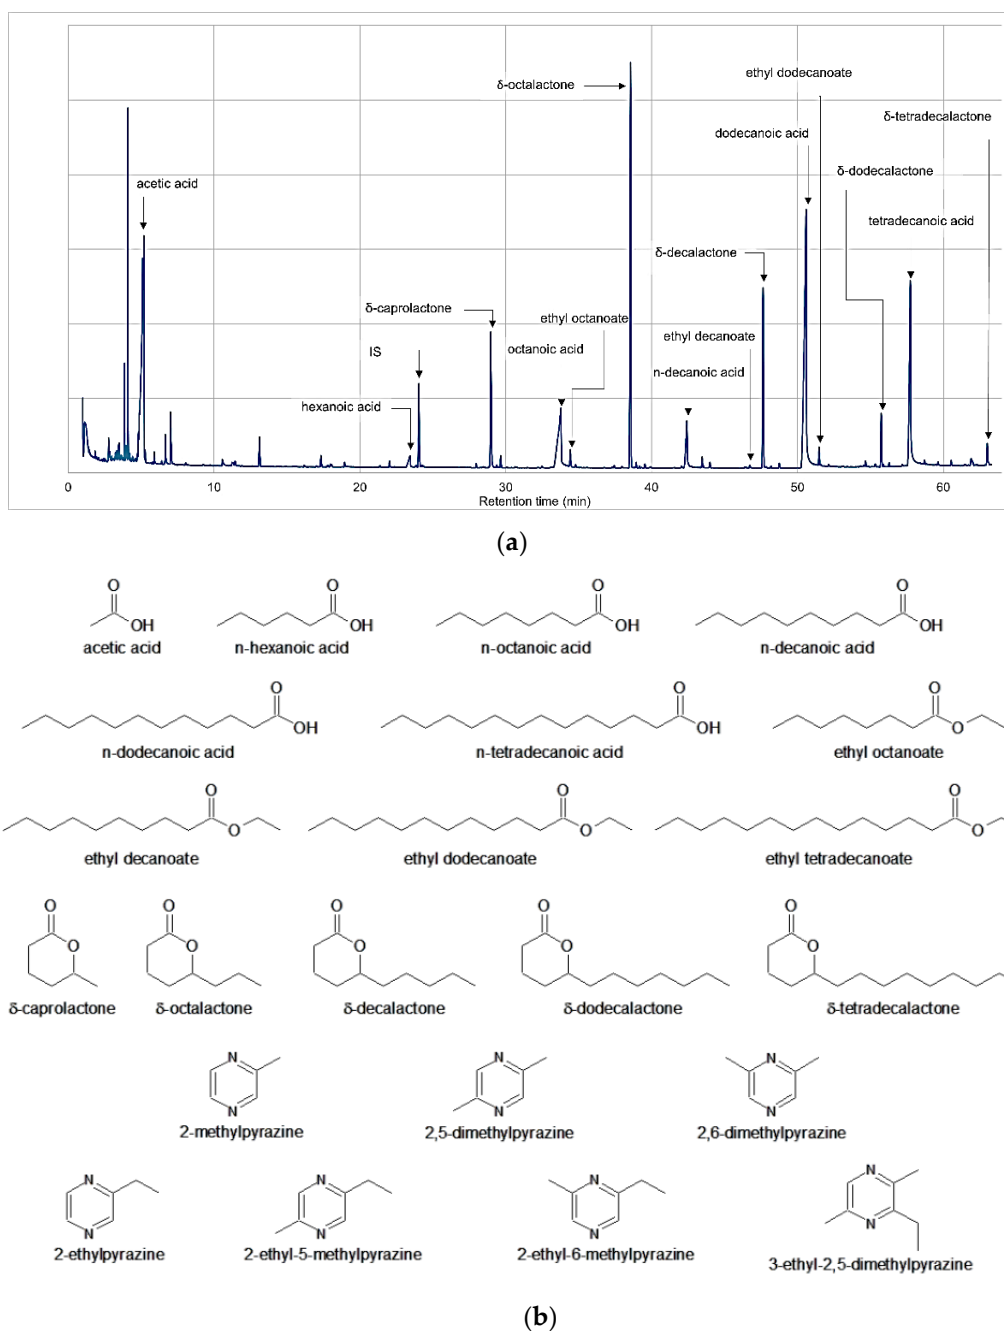 ethyl dodecanoate
δ-octalactone
δ-tetradecalactone
dodecanoic acid
δ-dodecalactone
acetic acid
tetradecanoic acid
δ-decalactone
δ-caprolactone
ethyl octanoate
ethyl decanoate
IS
octanoic acid
n-decanoic acid
hexanoic acid
0 10 20 30 40 50 60
Retention time (min)
(a)
O O O O
OH OH OH OH
acetic acid n-hexanoic acid n-octanoic acid n-decanoic acid
O O O
OH OH O
n-dodecanoic acid n-tetradecanoic acid ethyl octanoate
O O O
O O O
ethyl decanoate ethyl dodecanoate ethyl tetradecanoate
O O O O O
O O O O O
δ-caprolactone δ-octalactone δ-decalactone δ-dodecalactone δ-tetradecalactone
N N N
N N N
2-methylpyrazine 2,5-dimethylpyrazine 2,6-dimethylpyrazine
N N N N
N N N N
2-ethylpyrazine 2-ethyl-5-methylpyrazine 2-ethyl-6-methylpyrazine 3-ethyl-2,5-dimethylpyrazine
(b)